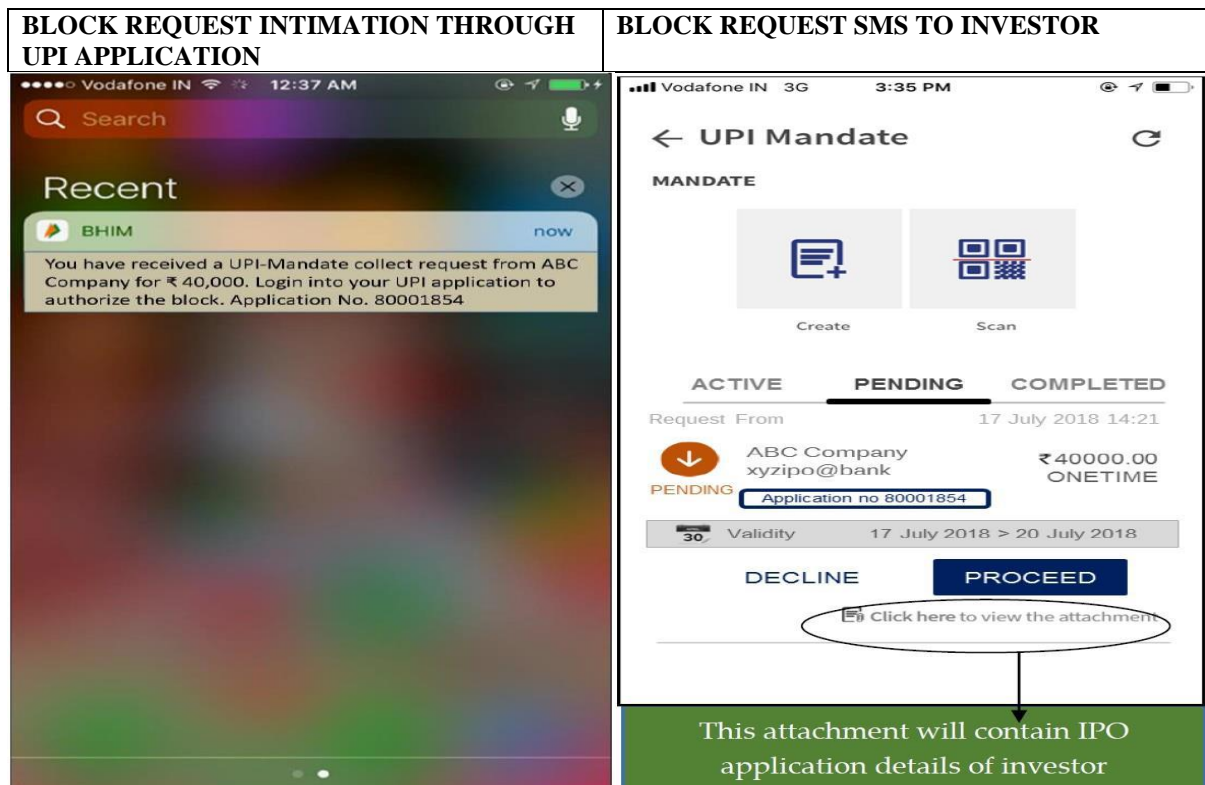 BLOCK REQUEST INTIMATION THROUGH
UPI APPLICATION
BLOCK REQUEST SMS TO INVESTOR
Vodafone IN 12:37 AM
Search
Recent
BHIM now
You have received a UPI-Mandate collect request from ABC
Company for ₹ 40,000. Login into your UPI application to
authorize the block. Application No. 80001854
Vodafone IN 3G 3:35 PM
UPI Mandate
MANDATE
Create Scan
ACTIVE PENDING COMPLETED
Request From 17 July 2018 14:21
ABC Company ₹40000.00
xyzipo@bank ONETIME
PENDING
Application no 80001854
30 Validity 17 July 2018 > 20 July 2018
DECLINE PROCEED
Click here to view the attachment
This attachment will contain IPO
application details of investor